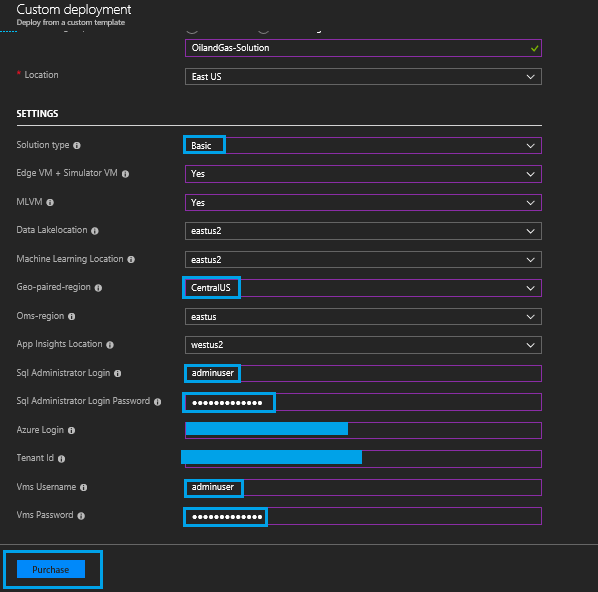 Custom deployment
Deploy from a custom template
OilandGas-Solution
* Location East US
SETTINGS
Solution type Basic
Edge VM + Simulator VM Yes
MLVM Yes
Data Lakelocation eastus2
Machine Learning Location eastus2
Geo-paired-region CentralUS
Oms-region eastus
App Insights Location westus2
Sql Administrator Login adminuser
Sql Administrator Login Password •••••••••••••
Azure Login
Tenant Id
Vms Username adminuser
Vms Password •••••••••••••
Purchase